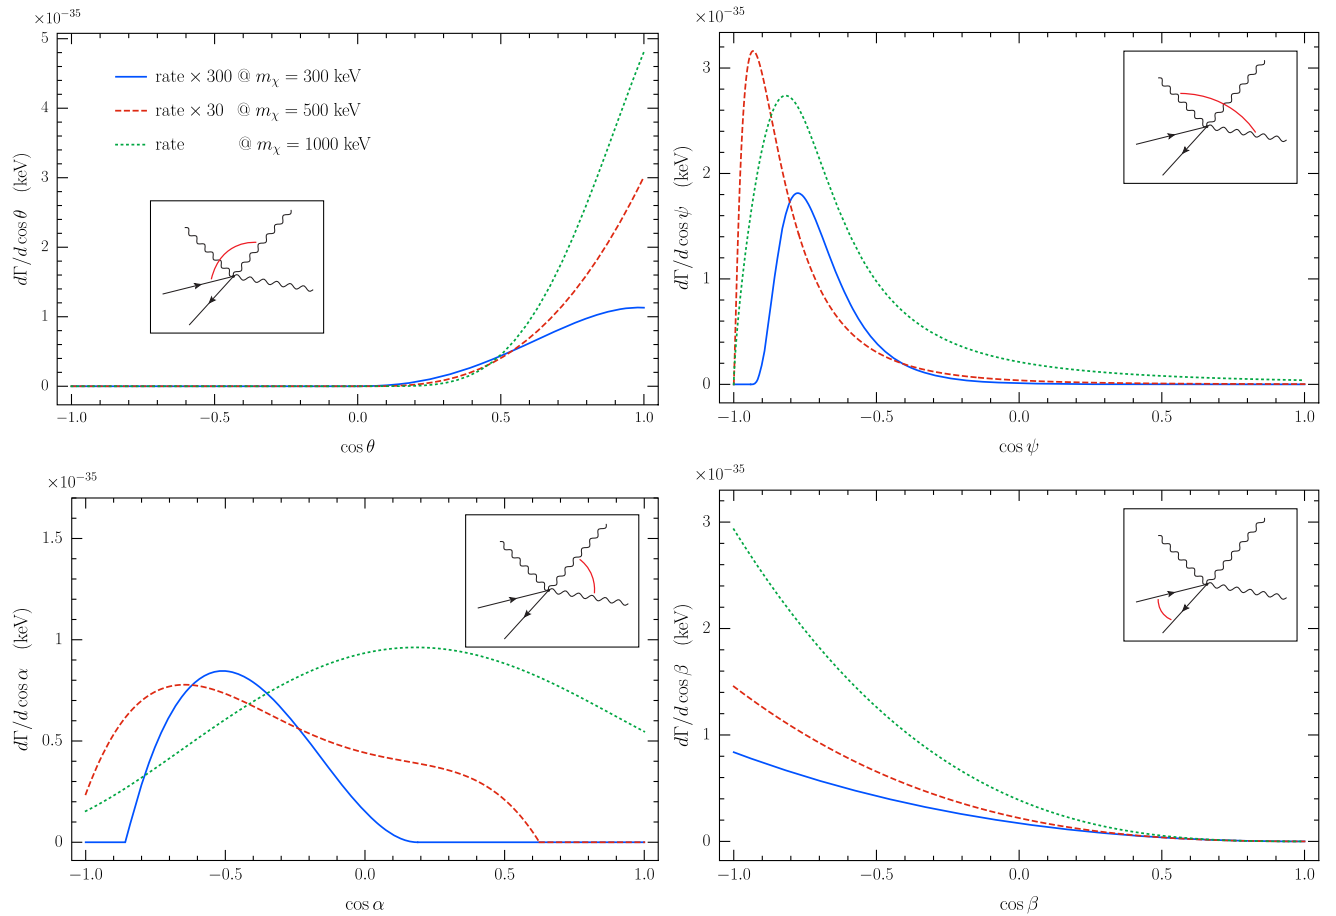 ×10⁻³⁵
5
4
3
2
1
0
dΓ/d cos θ (keV)
rate × 300 @ mχ = 300 keV
rate × 30 @ mχ = 500 keV
rate @ mχ = 1000 keV
−1.0 −0.5 0.0 0.5 1.0
cos θ
×10⁻³⁵
3
2
1
0
dΓ/d cos ψ (keV)
−1.0 −0.5 0.0 0.5 1.0
cos ψ
×10⁻³⁵
1.5
1
0.5
0
dΓ/d cos α (keV)
−1.0 −0.5 0.0 0.5 1.0
cos α
×10⁻³⁵
3
2
1
0
dΓ/d cos β (keV)
−1.0 −0.5 0.0 0.5 1.0
cos β